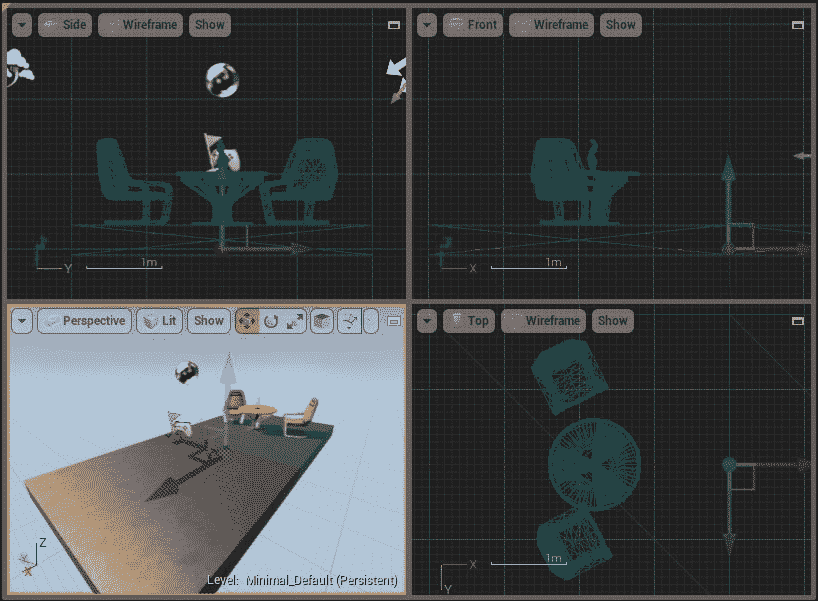 Side Wireframe Show
Front Wireframe Show
Y 1m
X 1m
Perspective Lit Show
Top Wireframe Show
Z
X
Level: Minimal_Default (Persistent)
X 1m
Y